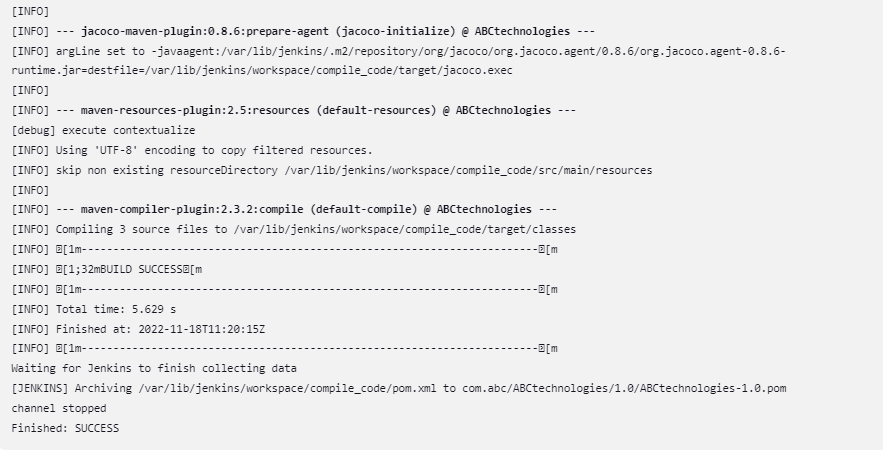 [INFO]
[INFO] --- jacoco-maven-plugin:0.8.6:prepare-agent (jacoco-initialize) @ ABCtechnologies ---
[INFO] argLine set to -javaagent:/var/lib/jenkins/.m2/repository/org/jacoco/org.jacoco.agent/0.8.6/org.jacoco.agent-0.8.6-
runtime.jar=destfile=/var/lib/jenkins/workspace/compile_code/target/jacoco.exec
[INFO]
[INFO] --- maven-resources-plugin:2.5:resources (default-resources) @ ABCtechnologies ---
[debug] execute contextualize
[INFO] Using 'UTF-8' encoding to copy filtered resources.
[INFO] skip non existing resourceDirectory /var/lib/jenkins/workspace/compile_code/src/main/resources
[INFO]
[INFO] --- maven-compiler-plugin:2.3.2:compile (default-compile) @ ABCtechnologies ---
[INFO] Compiling 3 source files to /var/lib/jenkins/workspace/compile_code/target/classes
[INFO] [1m------------------------------------------------------------------------[m
[INFO] [1;32mBUILD SUCCESS[m
[INFO] [1m------------------------------------------------------------------------[m
[INFO] Total time: 5.629 s
[INFO] Finished at: 2022-11-18T11:20:15Z
[INFO] [1m------------------------------------------------------------------------[m
Waiting for Jenkins to finish collecting data
[JENKINS] Archiving /var/lib/jenkins/workspace/compile_code/pom.xml to com.abc/ABCtechnologies/1.0/ABCtechnologies-1.0.pom
channel stopped
Finished: SUCCESS